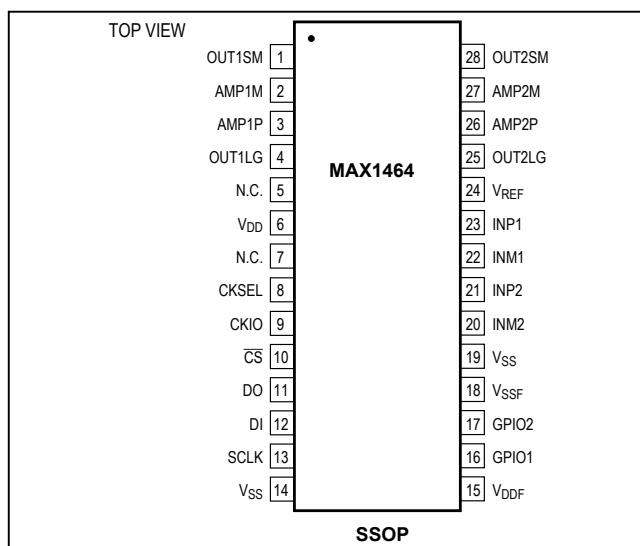 TOP VIEW
OUT1SM 1 28 OUT2SM
AMP1M 2 27 AMP2M
AMP1P 3 26 AMP2P
OUT1LG 4 25 OUT2LG
MAX1464
N.C. 5 24 VREF
VDD 6 23 INP1
N.C. 7 22 INM1
CKSEL 8 21 INP2
CKIO 9 20 INM2
C̅S̅ 10 19 VSS
DO 11 18 VSSF
DI 12 17 GPIO2
SCLK 13 16 GPIO1
VSS 14 15 VDDF
SSOP